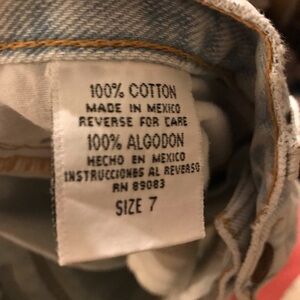 100% COTTON
MADE IN MEXICO
REVERSE FOR CARE
100% ALGODON
HECHO EN MEXICO
INSTRUCCIONES AL REVERSO
RN 89083
SIZE 7